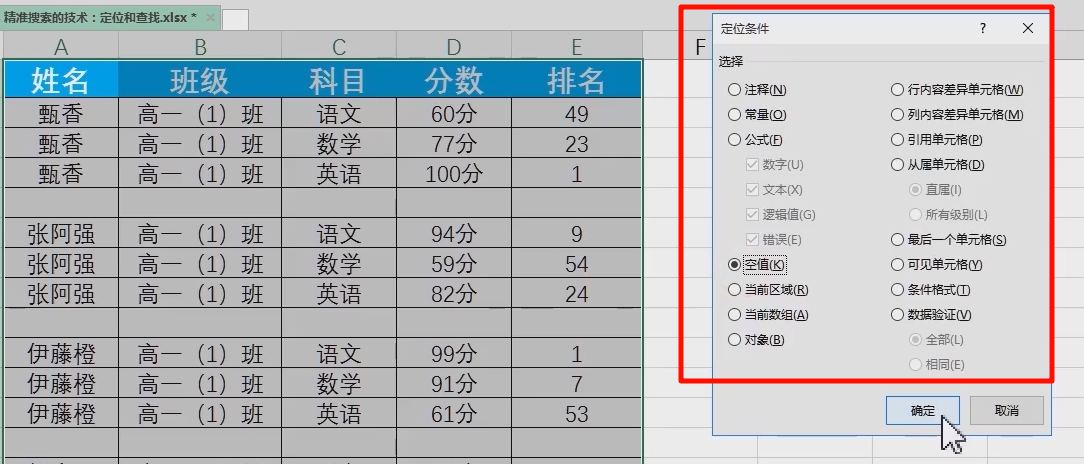 精准搜索的技术：定位和查找.xlsx *
A B C D E F
姓名 班级 科目 分数 排名
甄香 高一（1）班 语文 60分 49
甄香 高一（1）班 数学 77分 23
甄香 高一（1）班 英语 100分 1
张阿强 高一（1）班 语文 94分 9
张阿强 高一（1）班 数学 59分 54
张阿强 高一（1）班 英语 82分 24
伊藤橙 高一（1）班 语文 99分 1
伊藤橙 高一（1）班 数学 91分 7
伊藤橙 高一（1）班 英语 61分 53
定位条件
选择
注释(N)
常量(O)
公式(F)
数字(U)
文本(X)
逻辑值(G)
错误(E)
空值(K)
当前区域(R)
当前数组(A)
对象(B)
行内容差异单元格(W)
列内容差异单元格(M)
引用单元格(P)
从属单元格(D)
直属(I)
所有级别(L)
最后一个单元格(S)
可见单元格(Y)
条件格式(T)
数据验证(V)
全部(L)
相同(E)
确定 取消